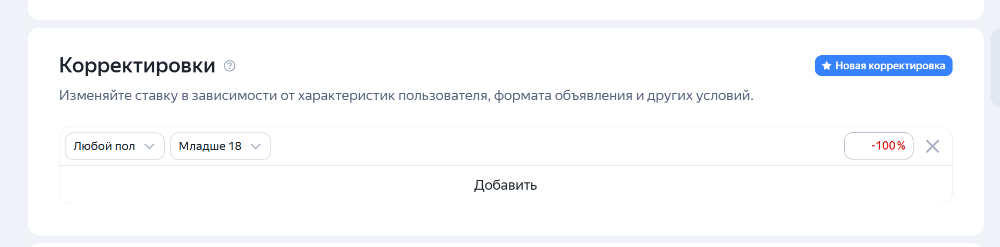 Корректировки
Новая корректировка
Изменяйте ставку в зависимости от характеристик пользователя, формата объявления и других условий.
Любой пол
Младше 18
-100%
Добавить